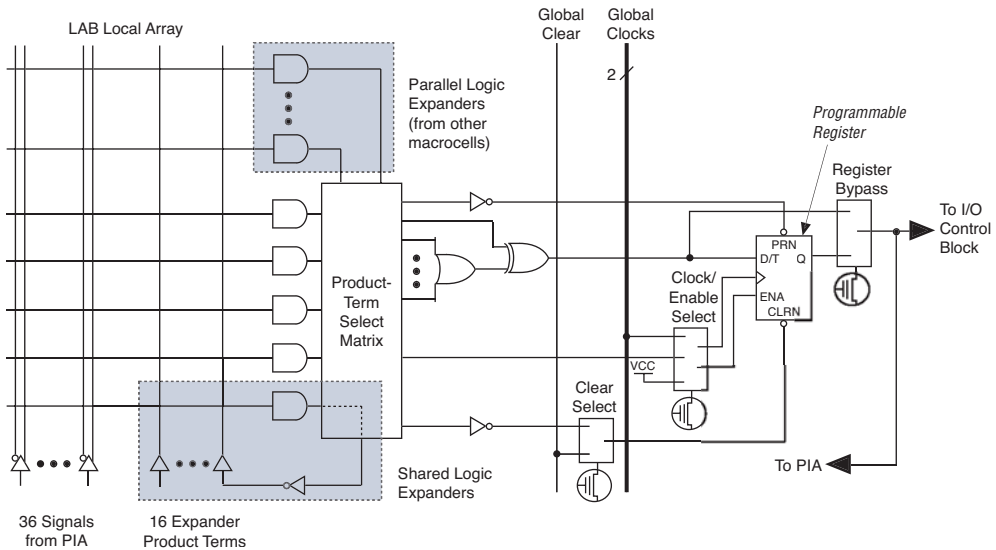 LAB Local Array
Global
Clear
Global
Clocks
2
Parallel Logic
Expanders
(from other
macrocells)
Programmable
Register
Register
Bypass
To I/O
Control
Block
PRN
D/T
Q
ENA
CLRN
Clock/
Enable
Select
Product-
Term
Select
Matrix
VCC
Clear
Select
To PIA
Shared Logic
Expanders
36 Signals
from PIA
16 Expander
Product Terms